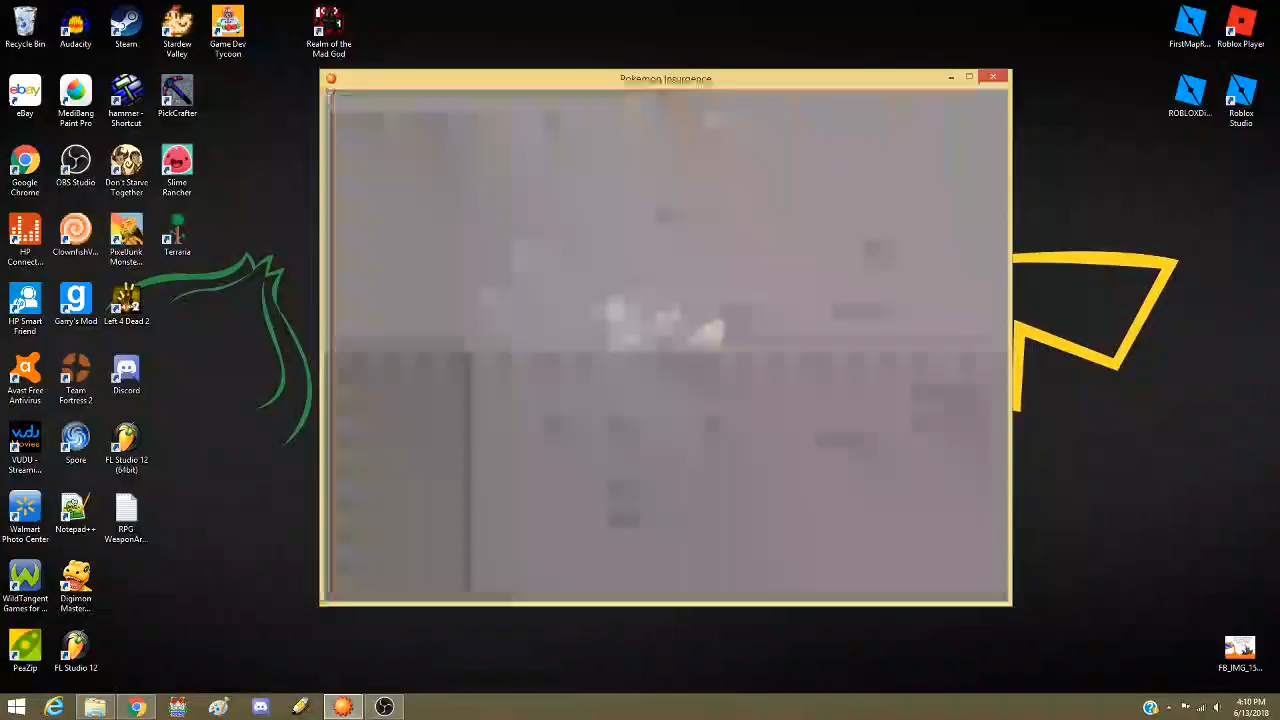 Recycle Bin
Audacity
Steam
Stardew
Valley
Game Dev
Tycoon
Realm of the
Mad God
FirstMapR...
Roblox Player
eBay
MediBang
Paint Pro
hammer -
Shortcut
PickCrafter
ROBLOXDi...
Roblox
Studio
Google
Chrome
OBS Studio
Don't Starve
Together
Slime
Rancher
HP
Connect...
ClownfishV...
PixelJunk
Monste...
Terraria
HP Smart
Friend
Garry's Mod
Left 4 Dead 2
Avast Free
Antivirus
Team
Fortress 2
Discord
VUDU -
Streami...
Spore
FL Studio 12
(64bit)
Walmart
Photo Center
Notepad++
RPG
WeaponAr...
WildTangent
Games for ...
Digimon
Master...
PeaZip
FL Studio 12
FB_IMG_15...
Pokemon Insurgence
4:10 PM
6/13/2018